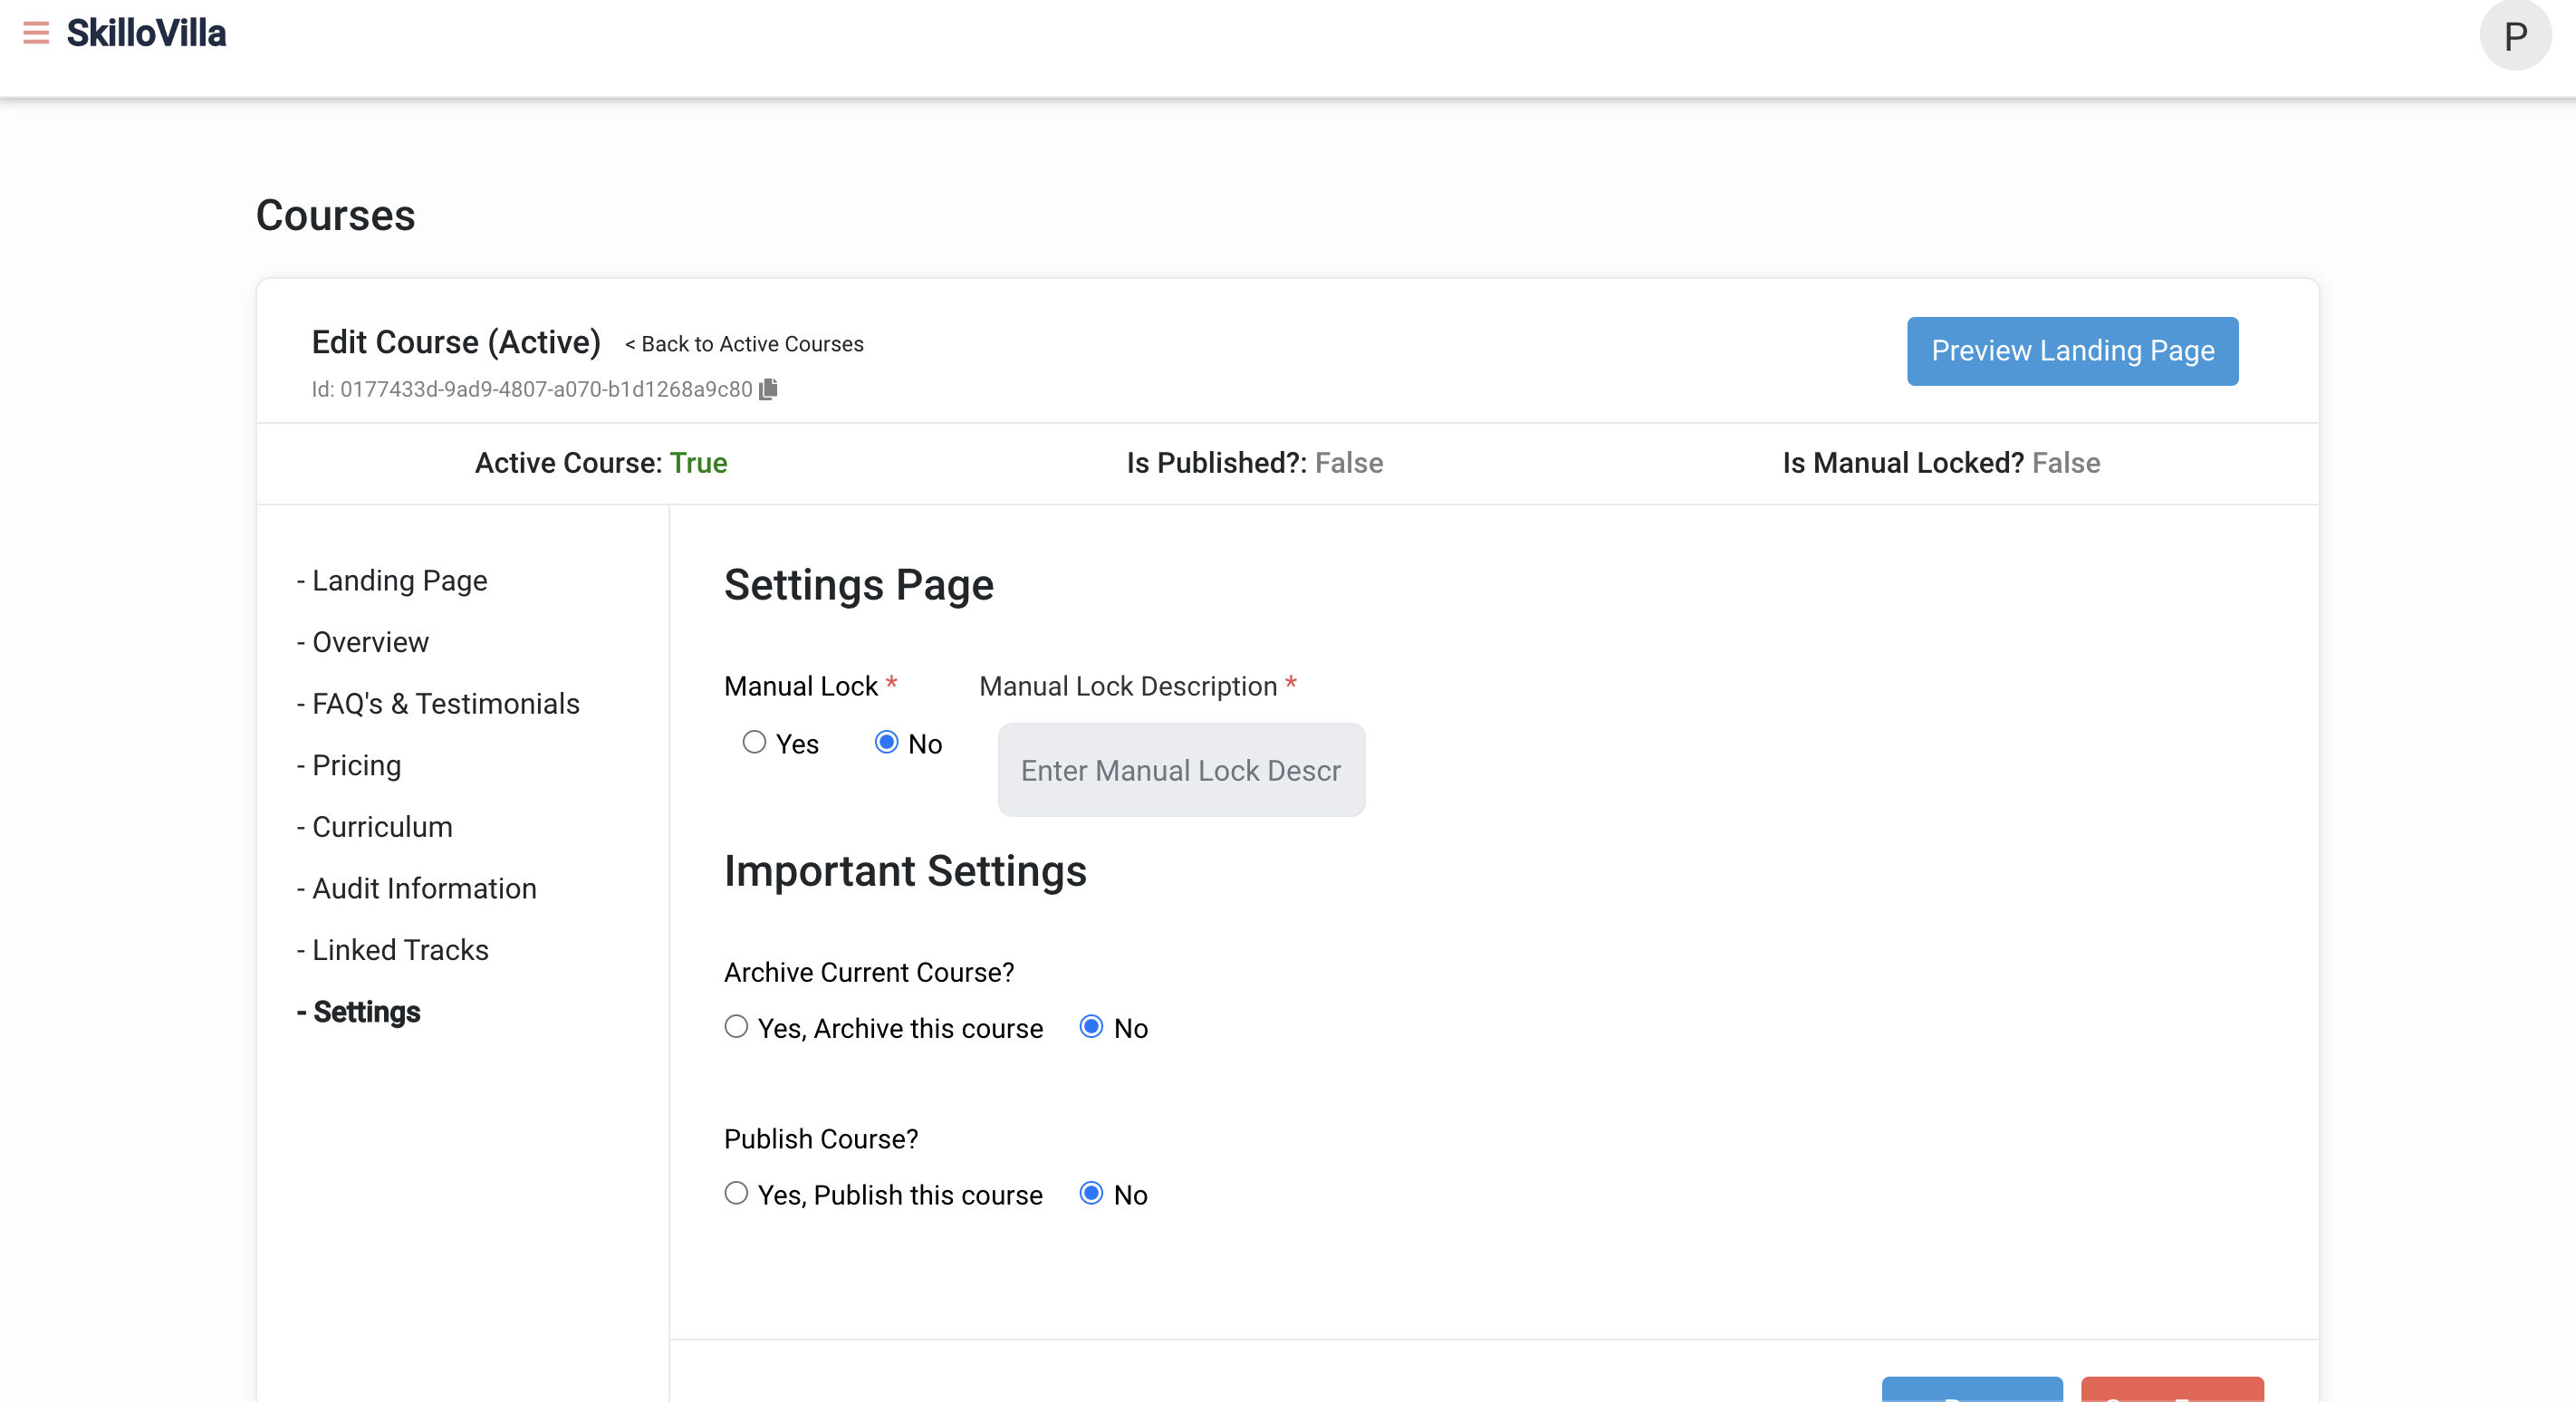 SkilloVilla
P
Courses
Edit Course (Active) < Back to Active Courses
Preview Landing Page
Id: 0177433d-9ad9-4807-a070-b1d1268a9c80
Active Course: True
Is Published?: False
Is Manual Locked? False
- Landing Page
- Overview
- FAQ's & Testimonials
- Pricing
- Curriculum
- Audit Information
- Linked Tracks
- Settings
Settings Page
Manual Lock *
Manual Lock Description *
Yes
No
Enter Manual Lock Descr
Important Settings
Archive Current Course?
Yes, Archive this course
No
Publish Course?
Yes, Publish this course
No